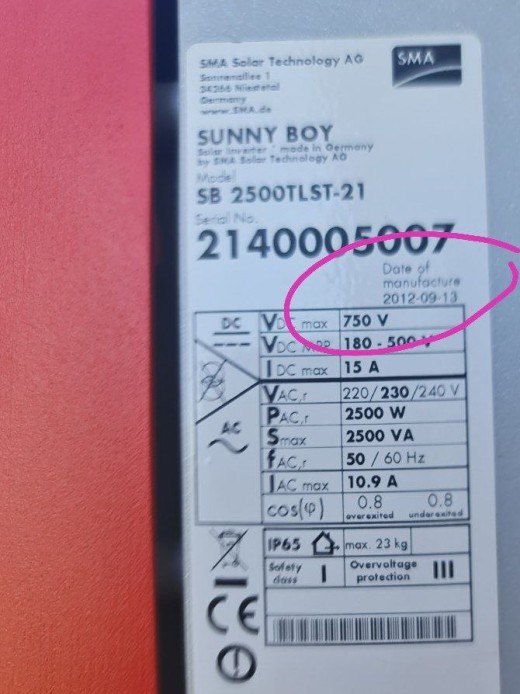 SMA Solar Technology AG
Sonnenallee 1
34266 Niestetal
Germany
www.SMA.de
SMA
SUNNY BOY
Solar Inverter made in Germany
by SMA Solar Technology AG
Model
SB 2500TLST-21
Serial No.
2140005007
Date of
manufacture
2012-09-13
DC VDC max 750 V
VDC MPP 180 - 500 V
IDC max 15 A
VAC,r 220/230/240 V
AC PAC,r 2500 W
Smax 2500 VA
fAC,r 50 / 60 Hz
IAC max 10.9 A
cos(φ) 0.8 overexited 0.8 underexited
IP65 max. 23 kg
Safety class I Overvoltage protection III
CE